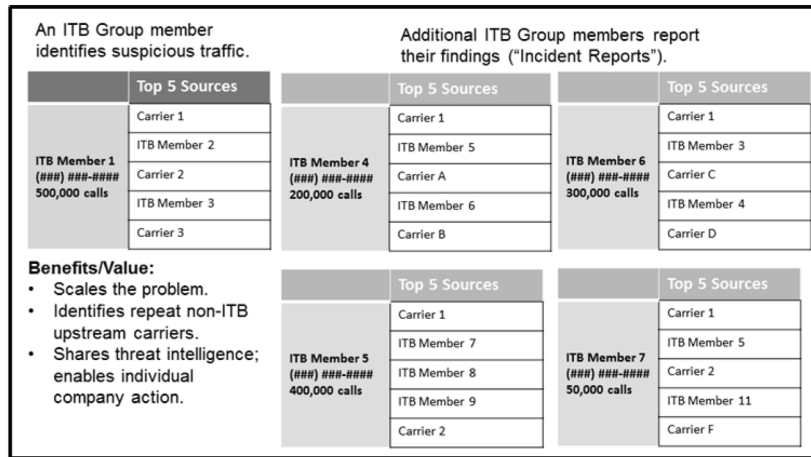 An ITB Group member
identifies suspicious traffic.
Additional ITB Group members report
their findings (“Incident Reports”).
Top 5 Sources
ITB Member 1
(###) ###-####
500,000 calls
Carrier 1
ITB Member 2
Carrier 2
ITB Member 3
Carrier 3
Top 5 Sources
ITB Member 4
(###) ###-####
200,000 calls
Carrier 1
ITB Member 5
Carrier A
ITB Member 6
Carrier B
Top 5 Sources
ITB Member 6
(###) ###-####
300,000 calls
Carrier 1
ITB Member 3
Carrier C
ITB Member 4
Carrier D
Benefits/Value:
• Scales the problem.
• Identifies repeat non-ITB
upstream carriers.
• Shares threat intelligence;
enables individual
company action.
Top 5 Sources
ITB Member 5
(###) ###-####
400,000 calls
Carrier 1
ITB Member 7
ITB Member 8
ITB Member 9
Carrier 2
Top 5 Sources
ITB Member 7
(###) ###-####
50,000 calls
Carrier 1
ITB Member 5
Carrier 2
ITB Member 11
Carrier F